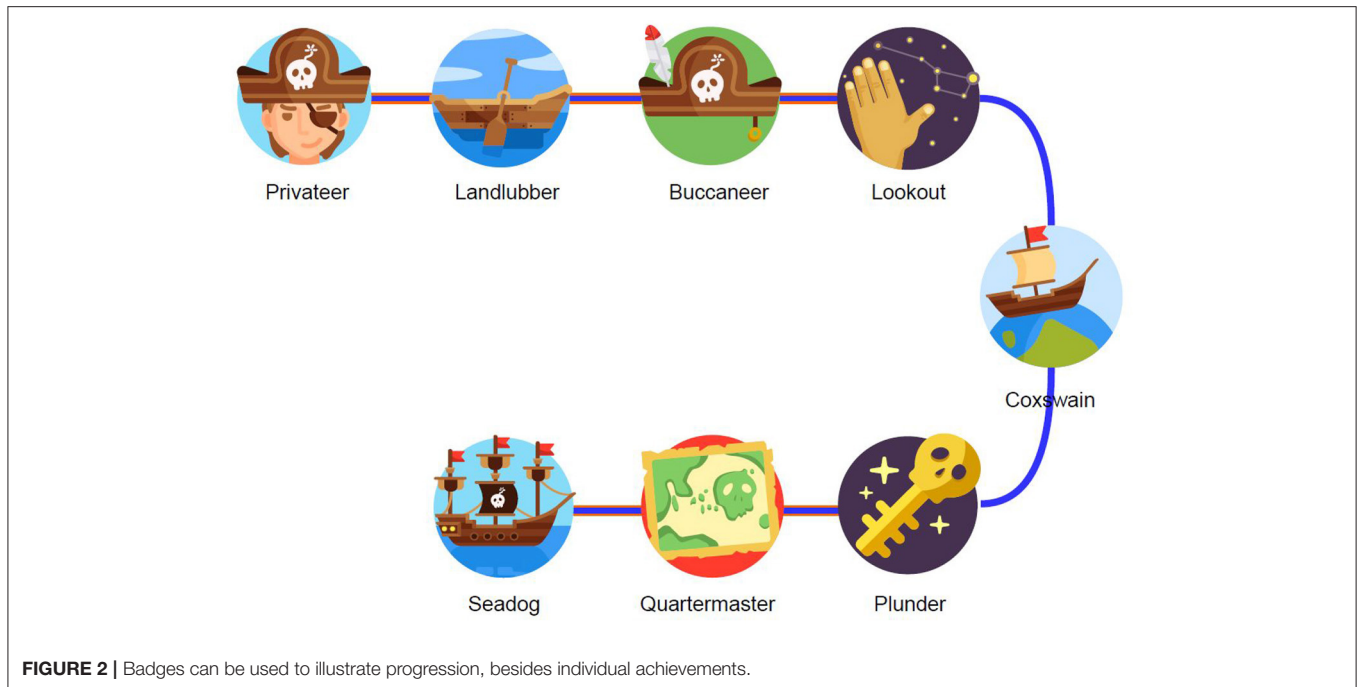 Privateer Landlubber Buccaneer Lookout
Coxswain
Seadog Quartermaster Plunder
FIGURE 2 | Badges can be used to illustrate progression, besides individual achievements.